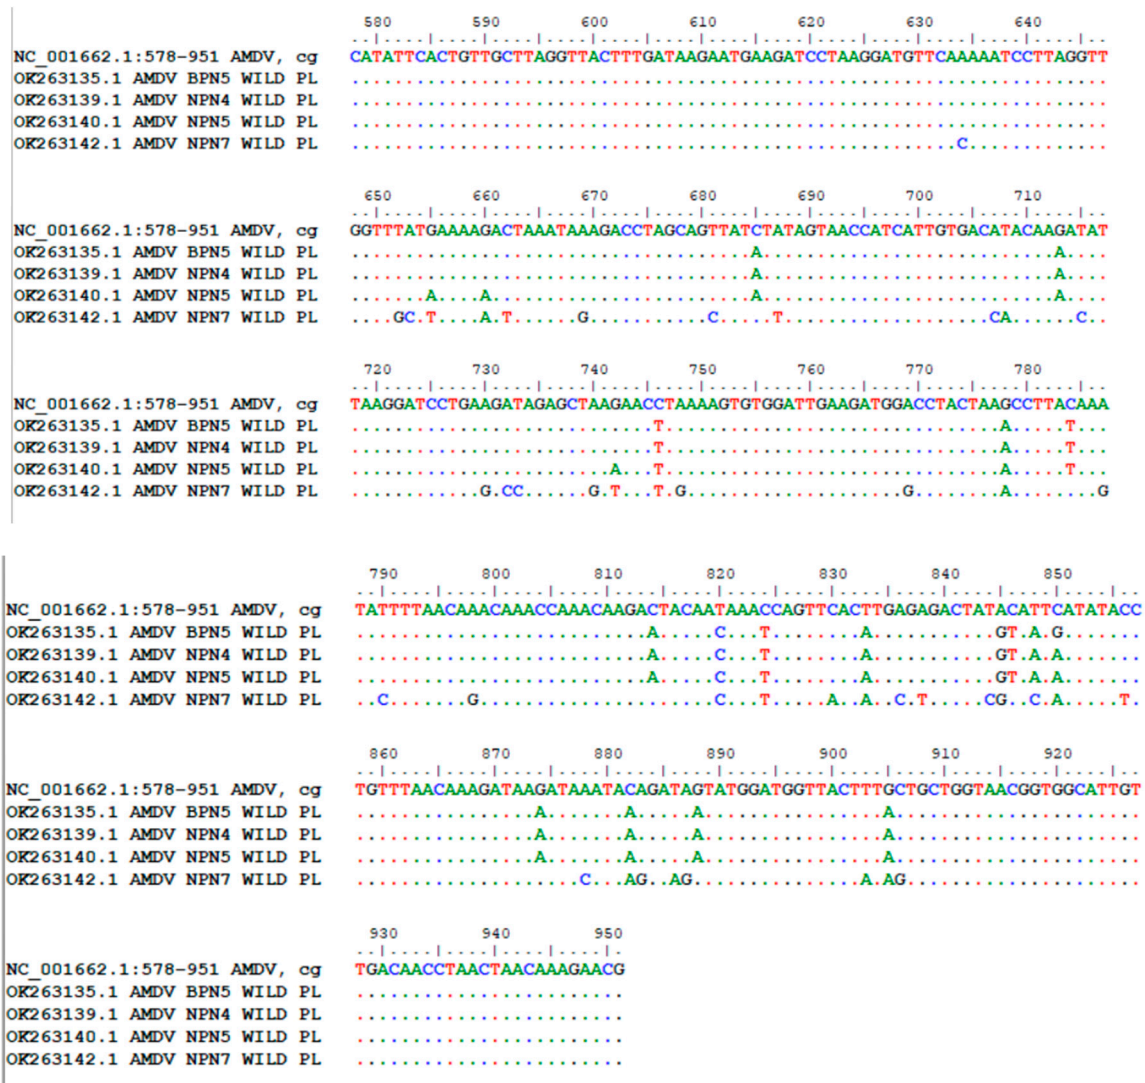 580 590 600 610 620 630 640
..|....|....|....|....|....|....|....|....|....|....|....|....|....|..
NC_001662.1:578-951 AMDV, cg CATATTCACTGTTGCTTAGGTTACTTTGATAAGAATGAAGATCCTAAGGATGTTCAAAAATCCTTAGGTT
OK263135.1 AMDV BPN5 WILD PL ......................................................................
OK263139.1 AMDV NPN4 WILD PL ......................................................................
OK263140.1 AMDV NPN5 WILD PL ......................................................................
OK263142.1 AMDV NPN7 WILD PL ........................................................C.............
650 660 670 680 690 700 710
..|....|....|....|....|....|....|....|....|....|....|....|....|....|..
NC_001662.1:578-951 AMDV, cg GGTTTATGAAAAGACTAAATAAAGACCTAGCAGTTATCTATAGTAACCATCATTGTGACATACAAGATAT
OK263135.1 AMDV BPN5 WILD PL .....................................A...........................A....
OK263139.1 AMDV NPN4 WILD PL .....................................A...........................A....
OK263140.1 AMDV NPN5 WILD PL .......A....A........................A...........................A....
OK263142.1 AMDV NPN7 WILD PL ....GC.T....A.T......G...........C.....T...................CA......C..
720 730 740 750 760 770 780
..|....|....|....|....|....|....|....|....|....|....|....|....|....|..
NC_001662.1:578-951 AMDV, cg TAAGGATCCTGAAGATAGAGCTAAGAACCTAAAAGTGTGGATTGAAGATGGACCTACTAAGCCTTACAAA
OK263135.1 AMDV BPN5 WILD PL ............................T...............................A.....T...
OK263139.1 AMDV NPN4 WILD PL ............................T...............................A.....T...
OK263140.1 AMDV NPN5 WILD PL ........................A...T...............................A.....T...
OK263142.1 AMDV NPN7 WILD PL ............G.CC......G.T...T.G....................G........A........G
790 800 810 820 830 840 850
..|....|....|....|....|....|....|....|....|....|....|....|....|....|..
NC_001662.1:578-951 AMDV, cg TATTTTAACAAACAAACCAAACAAGACTACAATAAACCAGTTCACTTGAGAGACTATACATTCATATACC
OK263135.1 AMDV BPN5 WILD PL ..........................A.....C...T........A...........GT.A.G.......
OK263139.1 AMDV NPN4 WILD PL ..........................A.....C...T........A...........GT.A.A.......
OK263140.1 AMDV NPN5 WILD PL ..........................A.....C...T........A...........GT.A.A.......
OK263142.1 AMDV NPN7 WILD PL ..C.......G.....................C...T.....A..A..C.T.....CG..C.A.....T.
860 870 880 890 900 910 920
..|....|....|....|....|....|....|....|....|....|....|....|....|....|..
NC_001662.1:578-951 AMDV, cg TGTTTAACAAAGATAAGATAAATACAGATAGTATGGATGGTTACTTTGCTGCTGGTAACGGTGGCATTGT
OK263135.1 AMDV BPN5 WILD PL ................A.......A.....A................A......................
OK263139.1 AMDV NPN4 WILD PL ................A.......A.....A................A......................
OK263140.1 AMDV NPN5 WILD PL ................A.......A.....A................A......................
OK263142.1 AMDV NPN7 WILD PL ....................C...AG..AG...............A.AG.....................
930 940 950
..|....|....|....|....|.
NC_001662.1:578-951 AMDV, cg TGACAACCTAACTAACAAAGAACG
OK263135.1 AMDV BPN5 WILD PL ........................
OK263139.1 AMDV NPN4 WILD PL ........................
OK263140.1 AMDV NPN5 WILD PL ........................
OK263142.1 AMDV NPN7 WILD PL ........................